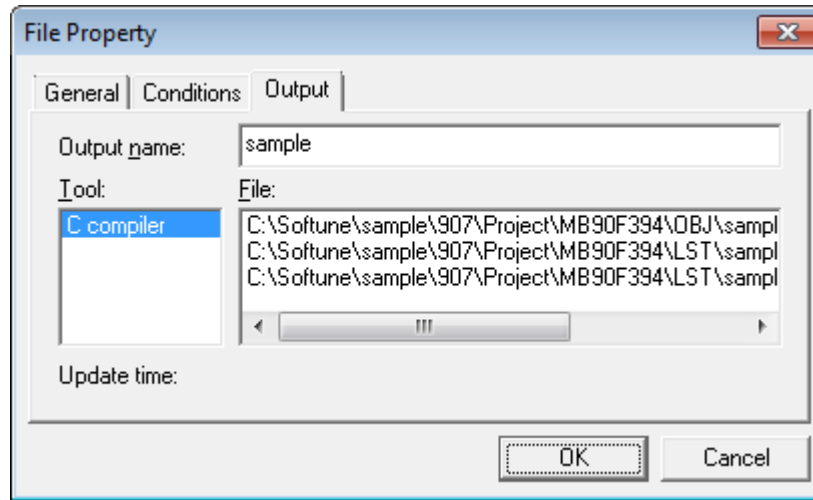 File Property
General Conditions Output
Output name: sample
Tool: File:
C compiler
C:\Softune\sample\907\Project\MB90F394\OBJ\sampl
C:\Softune\sample\907\Project\MB90F394\LST\sampl
C:\Softune\sample\907\Project\MB90F394\LST\sampl
Update time:
OK Cancel